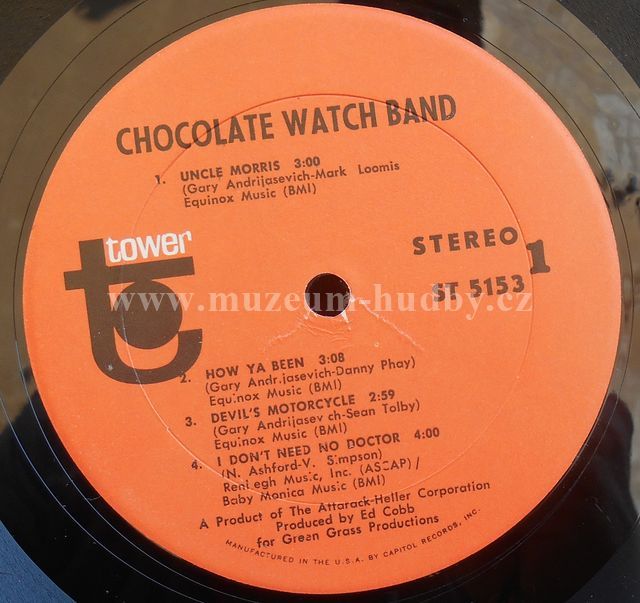 CHOCOLATE WATCH BAND
1. UNCLE MORRIS 3:00
(Gary Andrijasevich-Mark Loomis
Equinox Music (BMI)
tower
STEREO 1
ST 5153
www.muzeum-hudby.cz
2. HOW YA BEEN 3:08
(Gary Andrijasevich-Danny Phay)
Equinox Music (BMI)
3. DEVIL'S MOTORCYCLE 2:59
(Gary Andrijasevich-Sean Tolby)
Equinox Music (BMI)
4. I DON'T NEED NO DOCTOR 4:00
(N. Ashford-V. Simpson)
Renleigh Music, Inc. (ASCAP) /
Baby Monica Music (BMI)
A Product of The Attarack-Heller Corporation
Produced by Ed Cobb
for Green Grass Productions
MANUFACTURED IN THE U.S.A. BY CAPITOL RECORDS, INC.